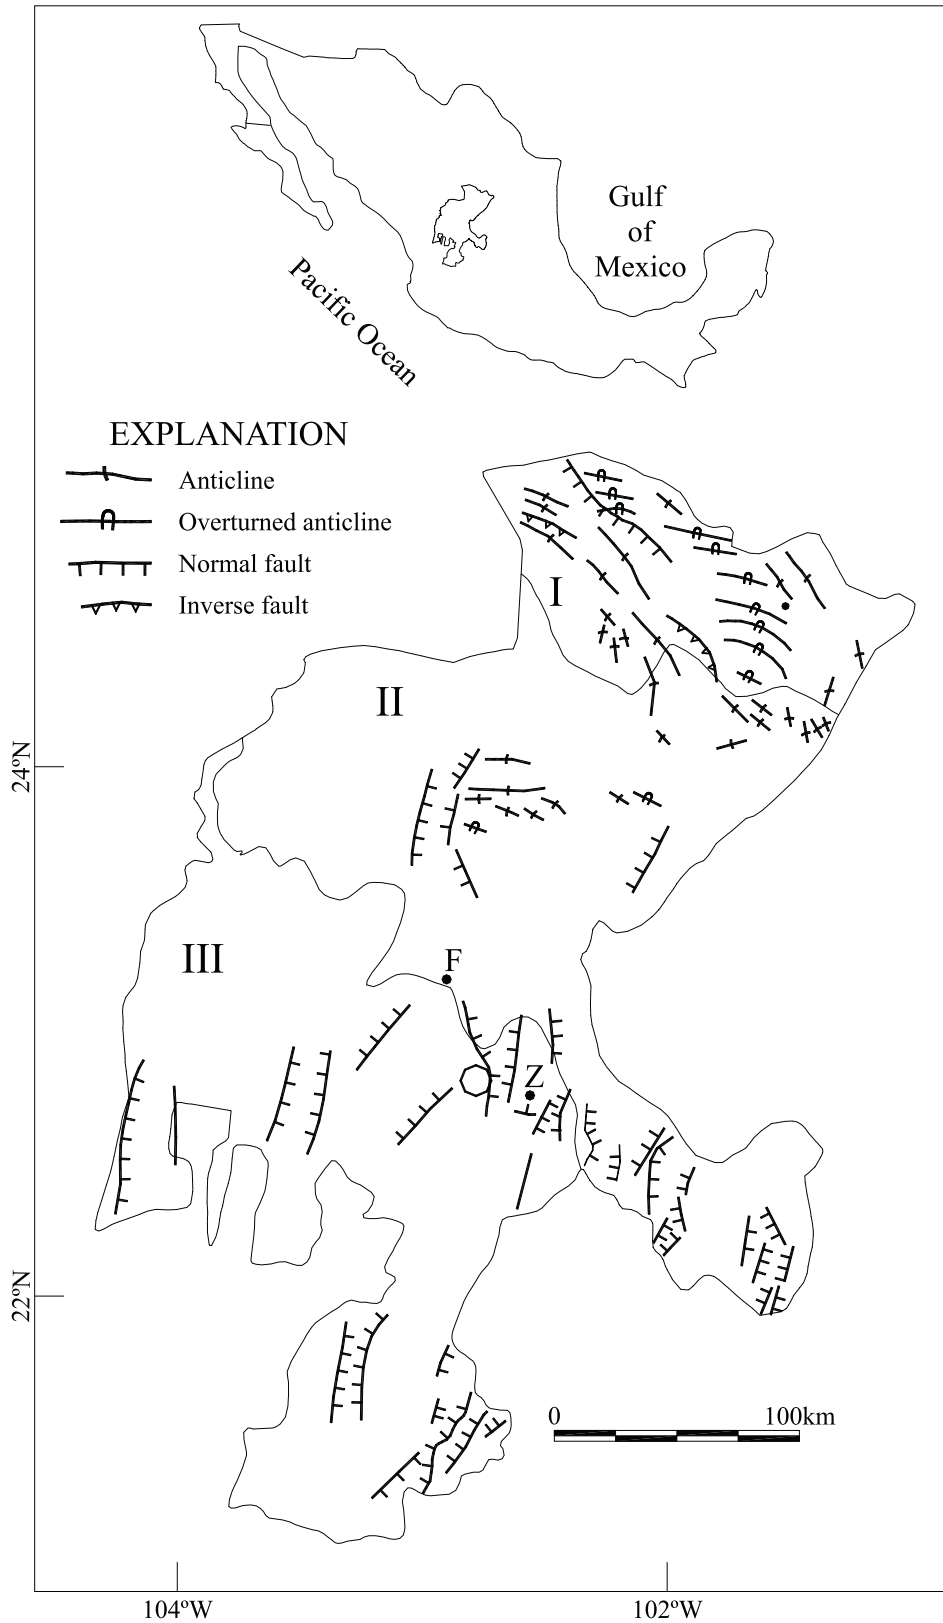 Gulf
of
Mexico
Pacific Ocean
EXPLANATION
Anticline
Overturned anticline
Normal fault
Inverse fault
I
II
24ºN
III
F
Z
22ºN
0 100km
104ºW 102ºW